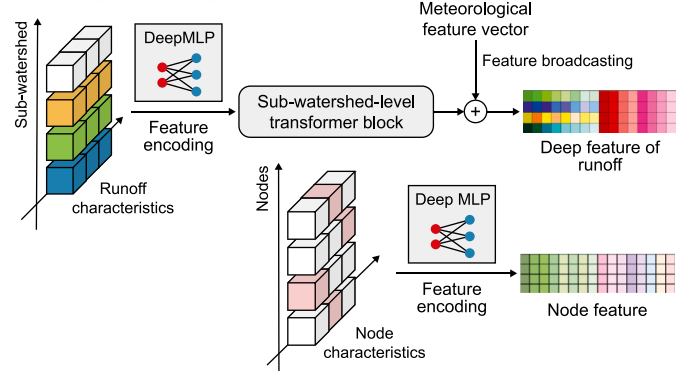 Sub-watershed
DeepMLP
Feature
encoding
Runoff
characteristics
Sub-watershed-level
transformer block
Meteorological
feature vector
Feature broadcasting
+
Deep feature of
runoff
Nodes
Deep MLP
Feature
encoding
Node
characteristics
Node feature